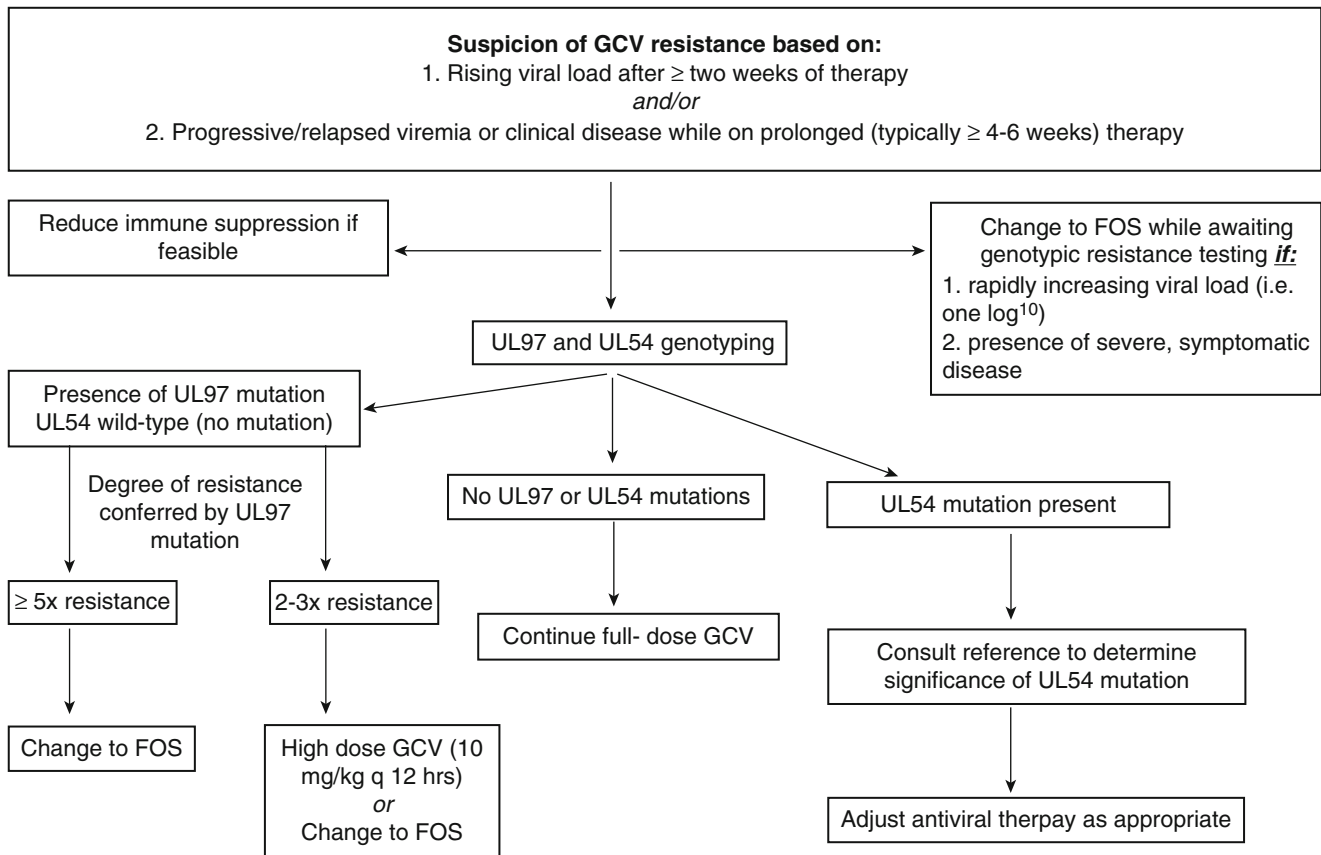 Suspicion of GCV resistance based on:
1. Rising viral load after ≥ two weeks of therapy
and/or
2. Progressive/relapsed viremia or clinical disease while on prolonged (typically ≥ 4-6 weeks) therapy
Reduce immune suppression if
feasible
Change to FOS while awaiting
genotypic resistance testing if:
1. rapidly increasing viral load (i.e.
one log10)
2. presence of severe, symptomatic
disease
UL97 and UL54 genotyping
Presence of UL97 mutation
UL54 wild-type (no mutation)
Degree of resistance
conferred by UL97
mutation
No UL97 or UL54 mutations
UL54 mutation present
≥ 5x resistance
2-3x resistance
Continue full- dose GCV
Consult reference to determine
significance of UL54 mutation
Change to FOS
High dose GCV (10
mg/kg q 12 hrs)
or
Change to FOS
Adjust antiviral therpay as appropriate